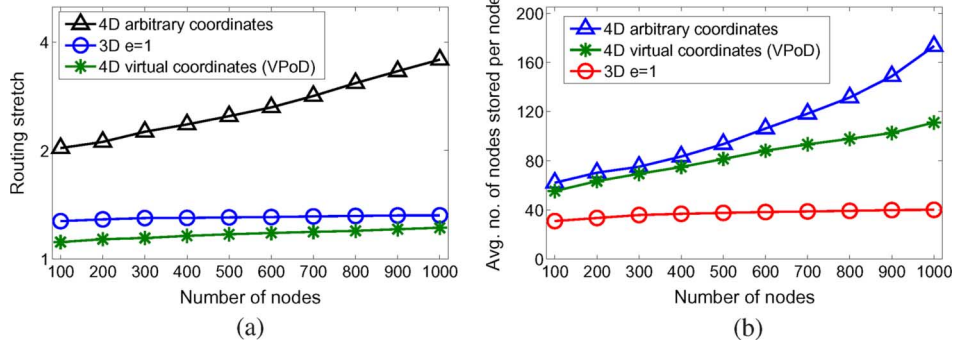 4D arbitrary coordinates
3D e=1
4D virtual coordinates (VPoD)
Routing stretch
4
2
1
100 200 300 400 500 600 700 800 900 1000
Number of nodes
(a)
4D arbitrary coordinates
4D virtual coordinates (VPoD)
3D e=1
Avg. no. of nodes stored per node
200
160
120
80
40
0
100 200 300 400 500 600 700 800 900 1000
Number of nodes
(b)